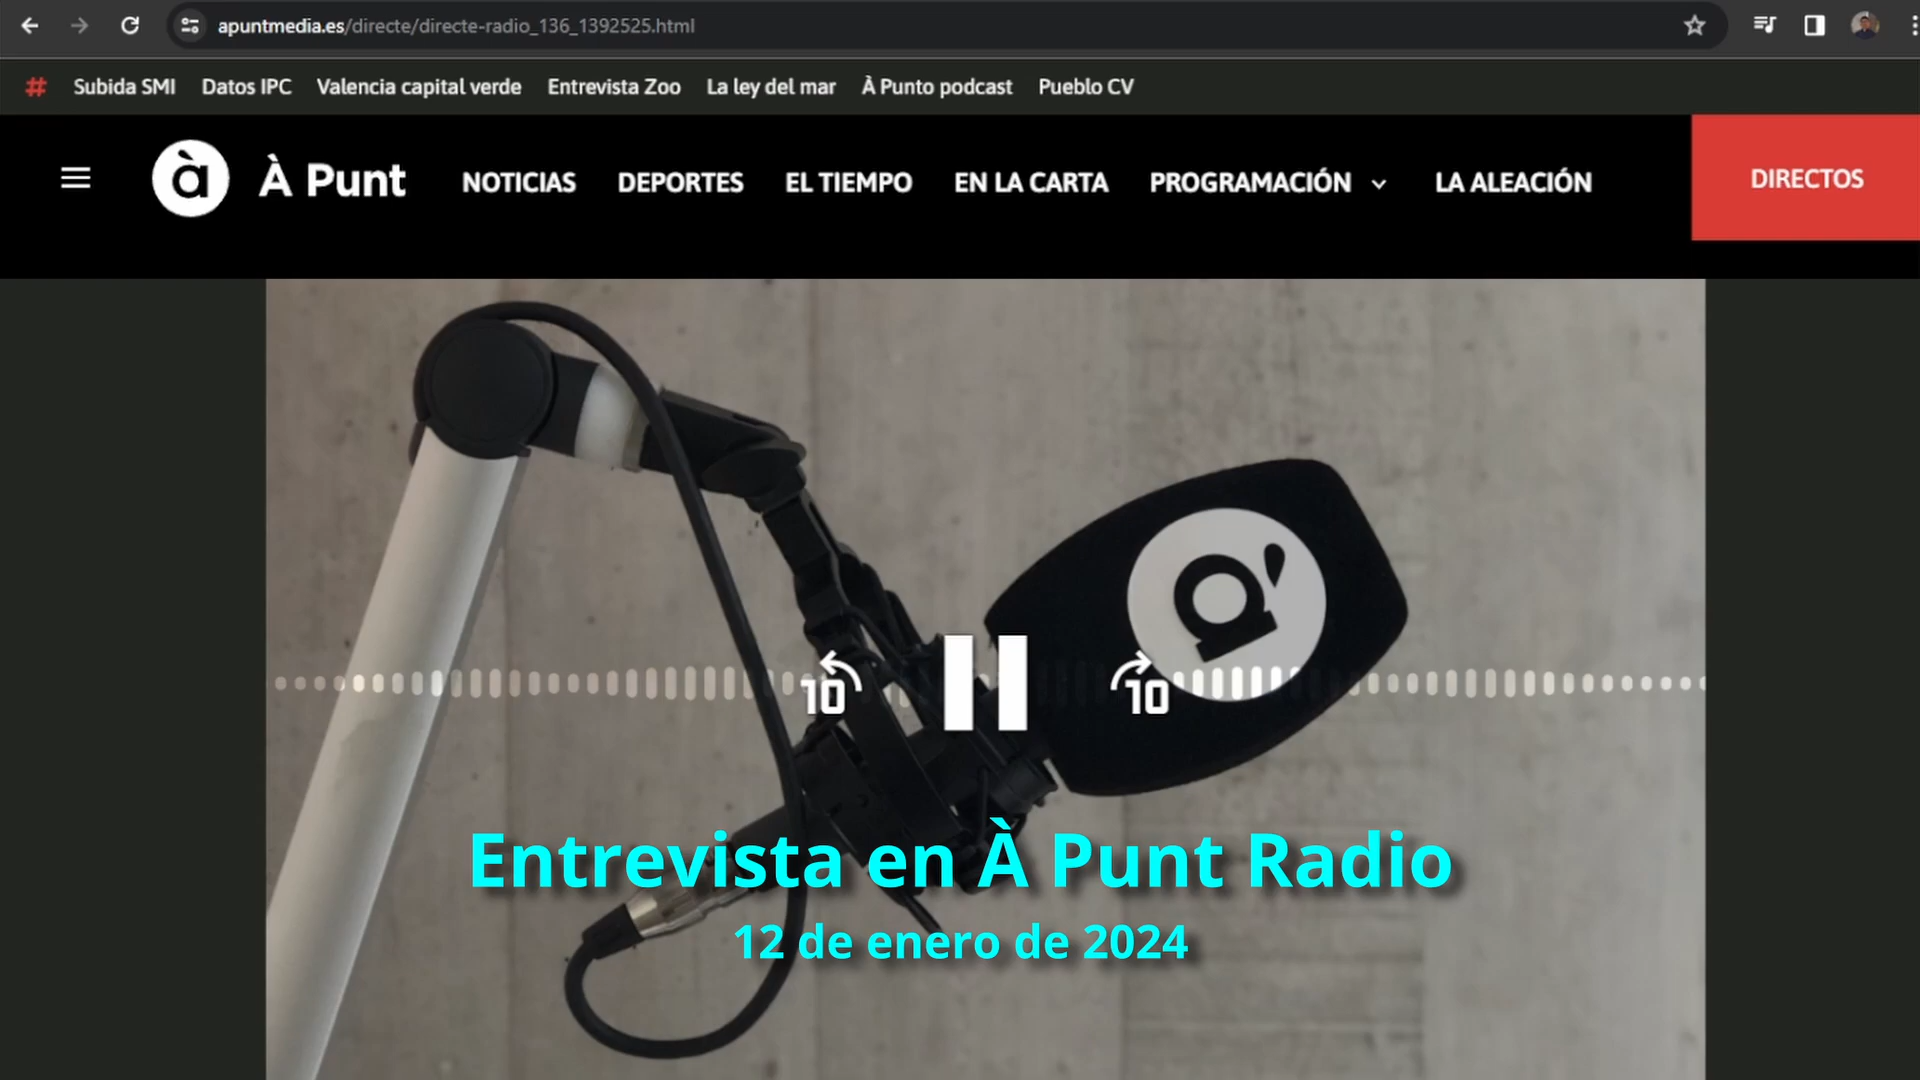 apuntmedia.es/directe/directe-radio_136_1392525.html
# Subida SMI Datos IPC Valencia capital verde Entrevista Zoo La ley del mar À Punto podcast Pueblo CV
à À Punt NOTICIAS DEPORTES EL TIEMPO EN LA CARTA PROGRAMACIÓN LA ALEACIÓN DIRECTOS
à
10 10
Entrevista en À Punt Radio
12 de enero de 2024